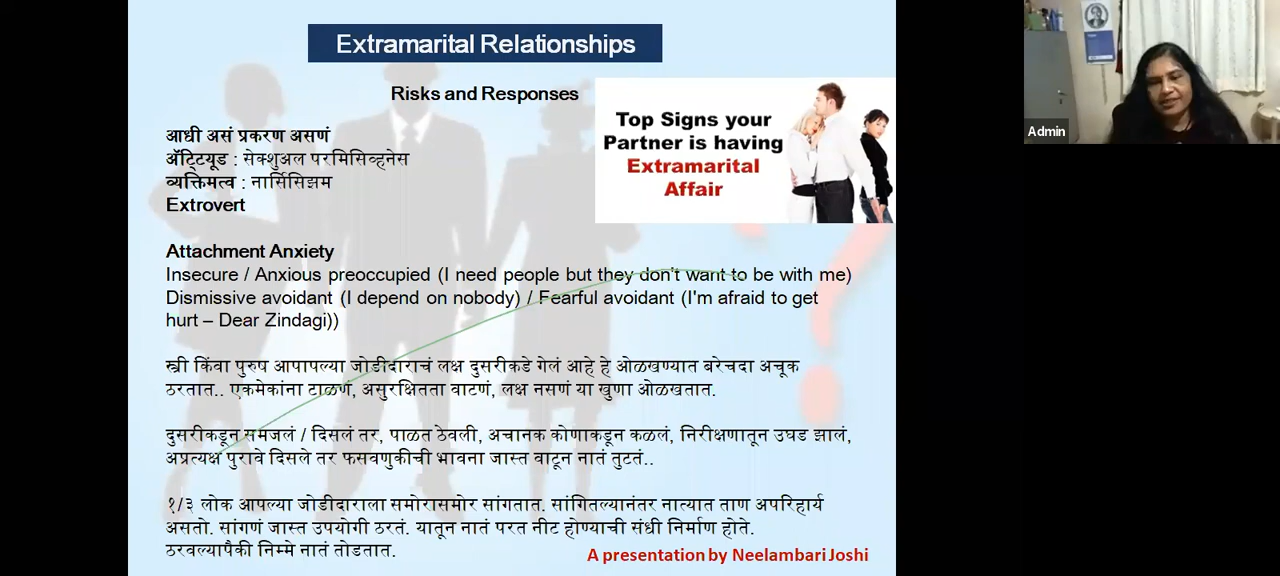 Extramarital Relationships
Risks and Responses
Top Signs your
Partner is having
Extramarital
Affair
आधी असं प्रकरण असणं
ॲटिट्यूड : सेक्शुअल परमिसिव्हनेस
व्यक्तिमत्व : नार्सिसिझम
Extrovert
Attachment Anxiety
Insecure / Anxious preoccupied (I need people but they don't want to be with me)
Dismissive avoidant (I depend on nobody) / Fearful avoidant (I'm afraid to get
hurt – Dear Zindagi))
स्त्री किंवा पुरुष आपापल्या जोडीदाराचं लक्ष दुसरीकडे गेलं आहे हे ओळखण्यात बरेचदा अचूक
ठरतात.. एकमेकांना टाळणं, असुरक्षितता वाटणं, लक्ष नसणं या खुणा ओळखतात.
दुसरीकडून समजलं / दिसलं तर, पाळत ठेवली, अचानक कोणाकडून कळलं, निरीक्षणातून उघड झालं,
अप्रत्यक्ष पुरावे दिसले तर फसवणुकीची भावना जास्त वाटून नातं तुटतं..
१/३ लोक आपल्या जोडीदाराला समोरासमोर सांगतात. सांगितल्यानंतर नात्यात ताण अपरिहार्य
असतो. सांगणं जास्त उपयोगी ठरतं. यातून नातं परत नीट होण्याची संधी निर्माण होते.
ठरवल्यापैकी निम्मे नातं तोडतात.
A presentation by Neelambari Joshi
Admin